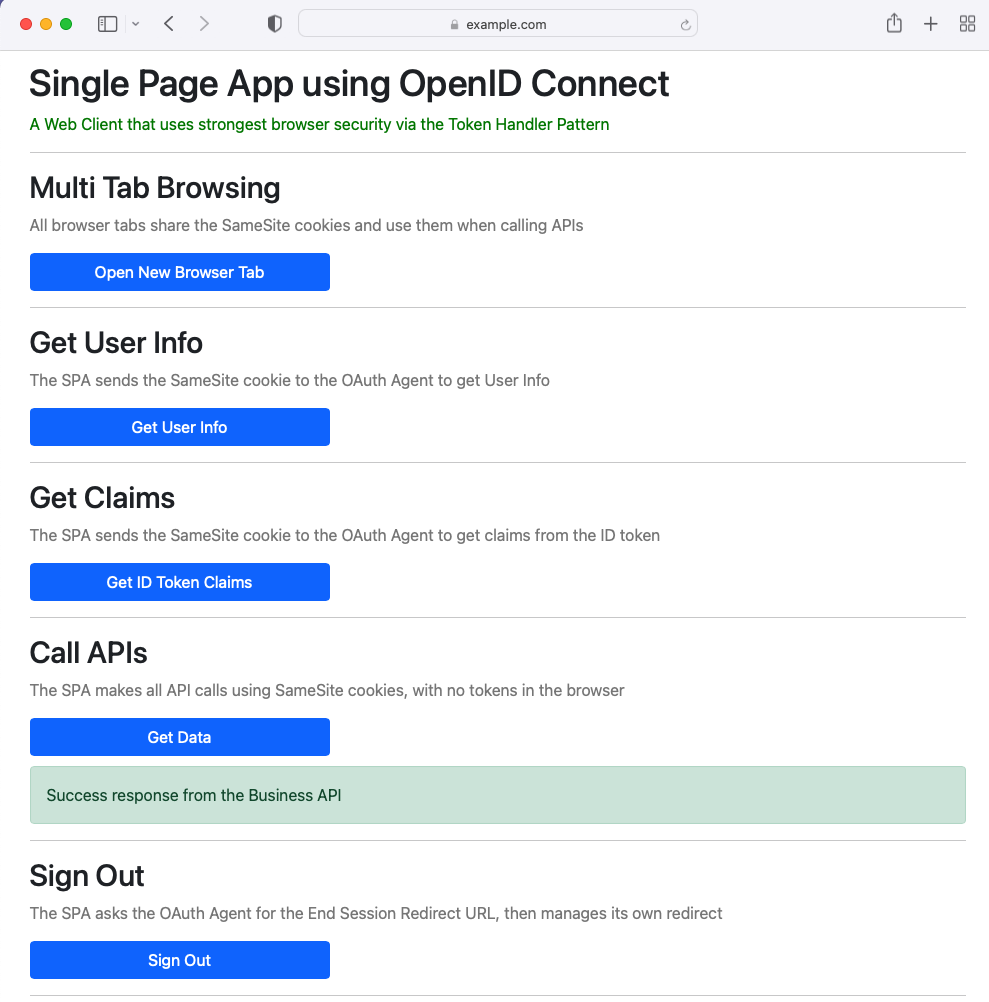 example.com
Single Page App using OpenID Connect
A Web Client that uses strongest browser security via the Token Handler Pattern
Multi Tab Browsing
All browser tabs share the SameSite cookies and use them when calling APIs
Open New Browser Tab
Get User Info
The SPA sends the SameSite cookie to the OAuth Agent to get User Info
Get User Info
Get Claims
The SPA sends the SameSite cookie to the OAuth Agent to get claims from the ID token
Get ID Token Claims
Call APIs
The SPA makes all API calls using SameSite cookies, with no tokens in the browser
Get Data
Success response from the Business API
Sign Out
The SPA asks the OAuth Agent for the End Session Redirect URL, then manages its own redirect
Sign Out